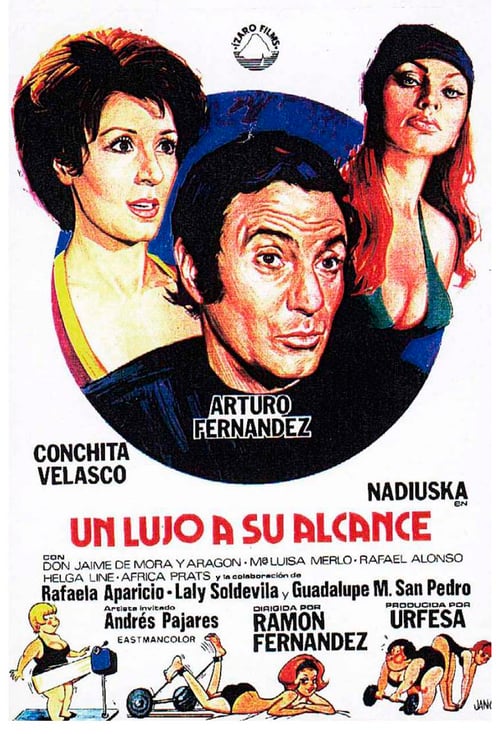 IZARO FILMS
ARTURO
FERNANDEZ
CONCHITA
VELASCO
NADIUSKA
EN
UN LUJO A SU ALCANCE
CON
DON JAIME DE MORA Y ARAGON · Mª LUISA MERLO · RAFAEL ALONSO
HELGA LINE · AFRICA PRATS y la colaboración de
Rafaela Aparicio · Laly Soldevila y Guadalupe M. San Pedro
Artista invitado
Andrés Pajares
EASTMANCOLOR
DIRIGIDA POR
RAMON
FERNANDEZ
PRODUCIDA POR
URFESA
JANO